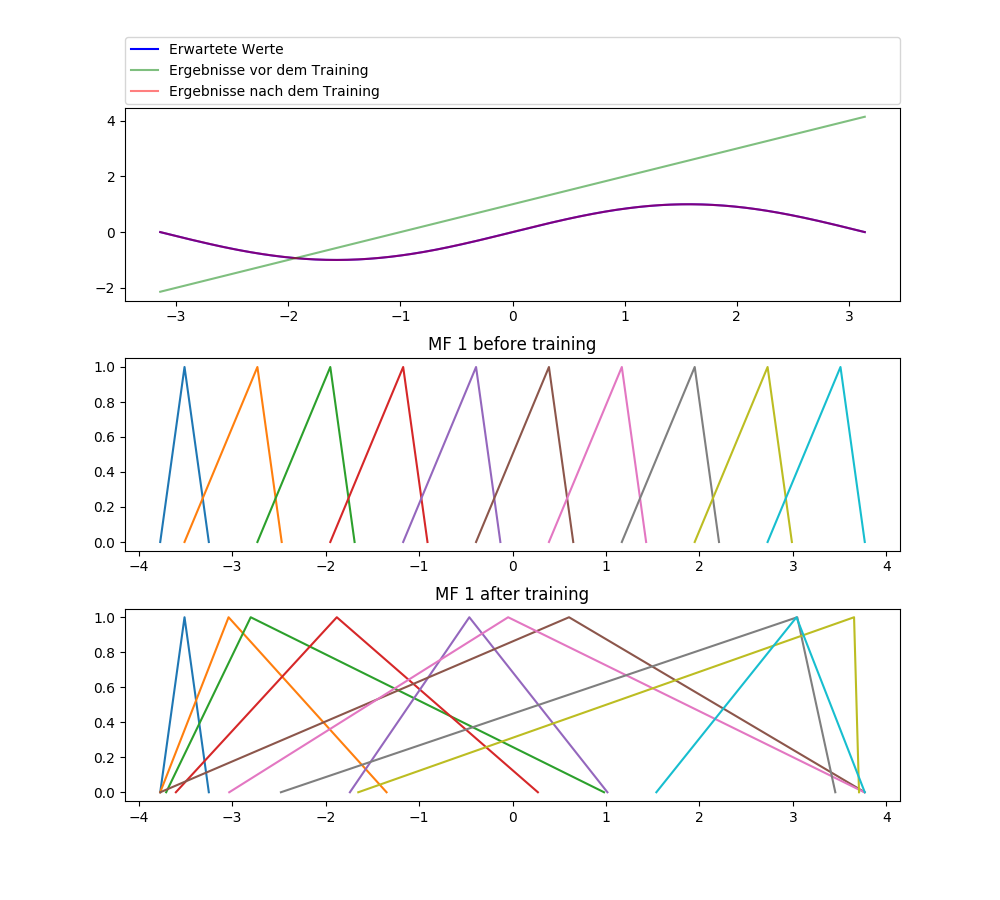 Erwartete Werte
Ergebnisse vor dem Training
Ergebnisse nach dem Training
4
2
0
−2
−3 −2 −1 0 1 2 3
MF 1 before training
1.0
0.8
0.6
0.4
0.2
0.0
−4 −3 −2 −1 0 1 2 3 4
MF 1 after training
1.0
0.8
0.6
0.4
0.2
0.0
−4 −3 −2 −1 0 1 2 3 4